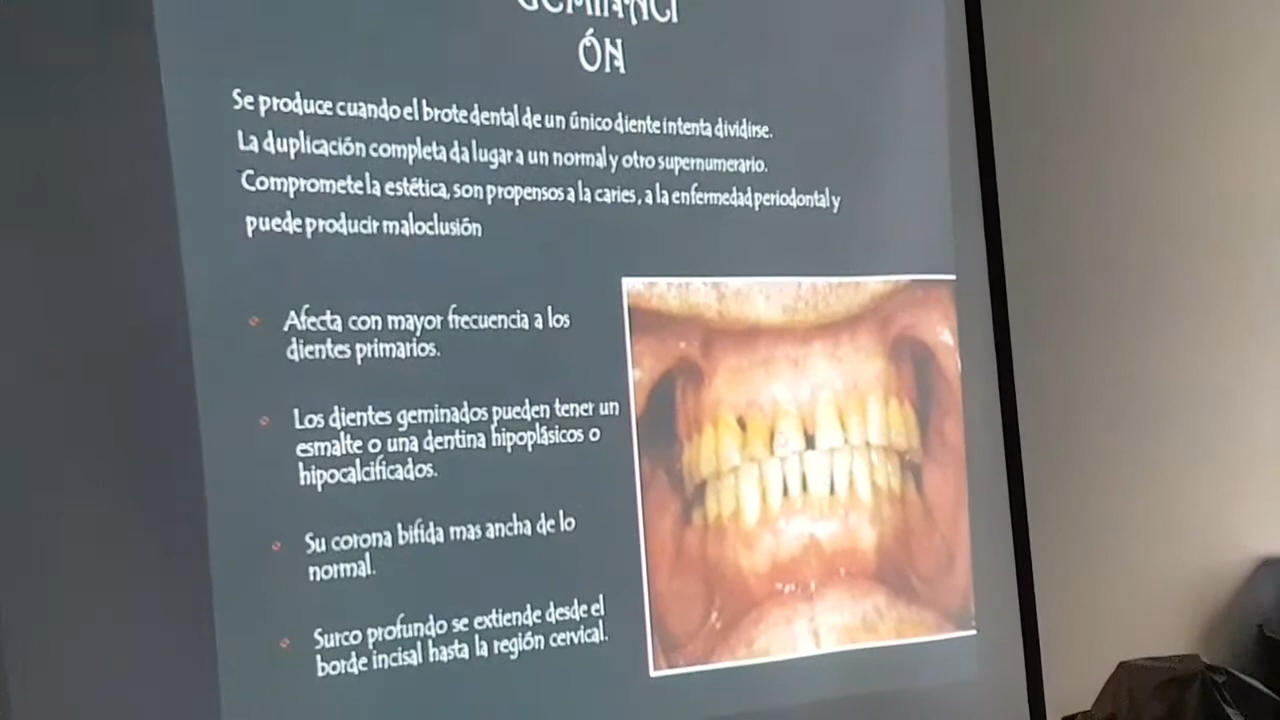 GEMINACI
ÓN
Se produce cuando el brote dental de un único diente intenta dividirse.
La duplicación completa da lugar a un normal y otro supernumerario.
Compromete la estética, son propensos a la caries, a la enfermedad periodontal y
puede producir maloclusión
Afecta con mayor frecuencia a los
dientes primarios.
Los dientes geminados pueden tener un
esmalte o una dentina hipoplásicos o
hipocalcificados.
Su corona bifida mas ancha de lo
normal.
Surco profundo se extiende desde el
borde incisal hasta la región cervical.